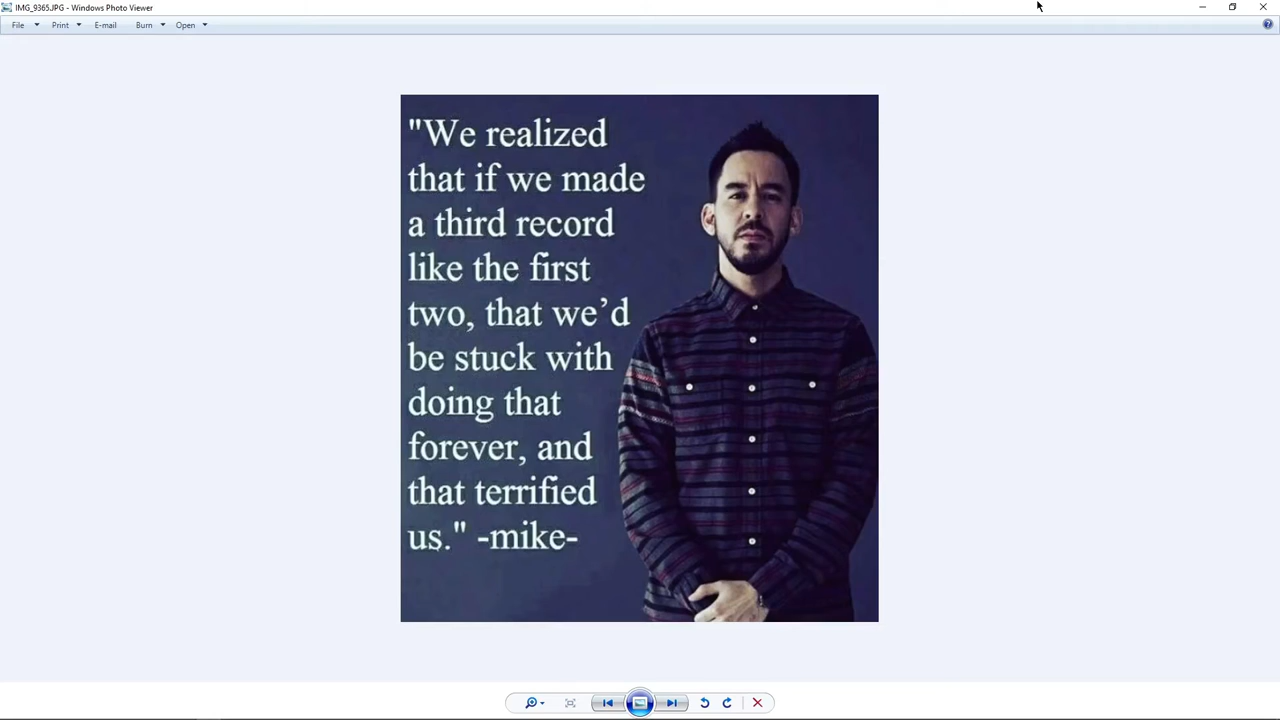 IMG_9365.JPG - Windows Photo Viewer
File Print E-mail Burn Open
"We realized
that if we made
a third record
like the first
two, that we’d
be stuck with
doing that
forever, and
that terrified
us." -mike-